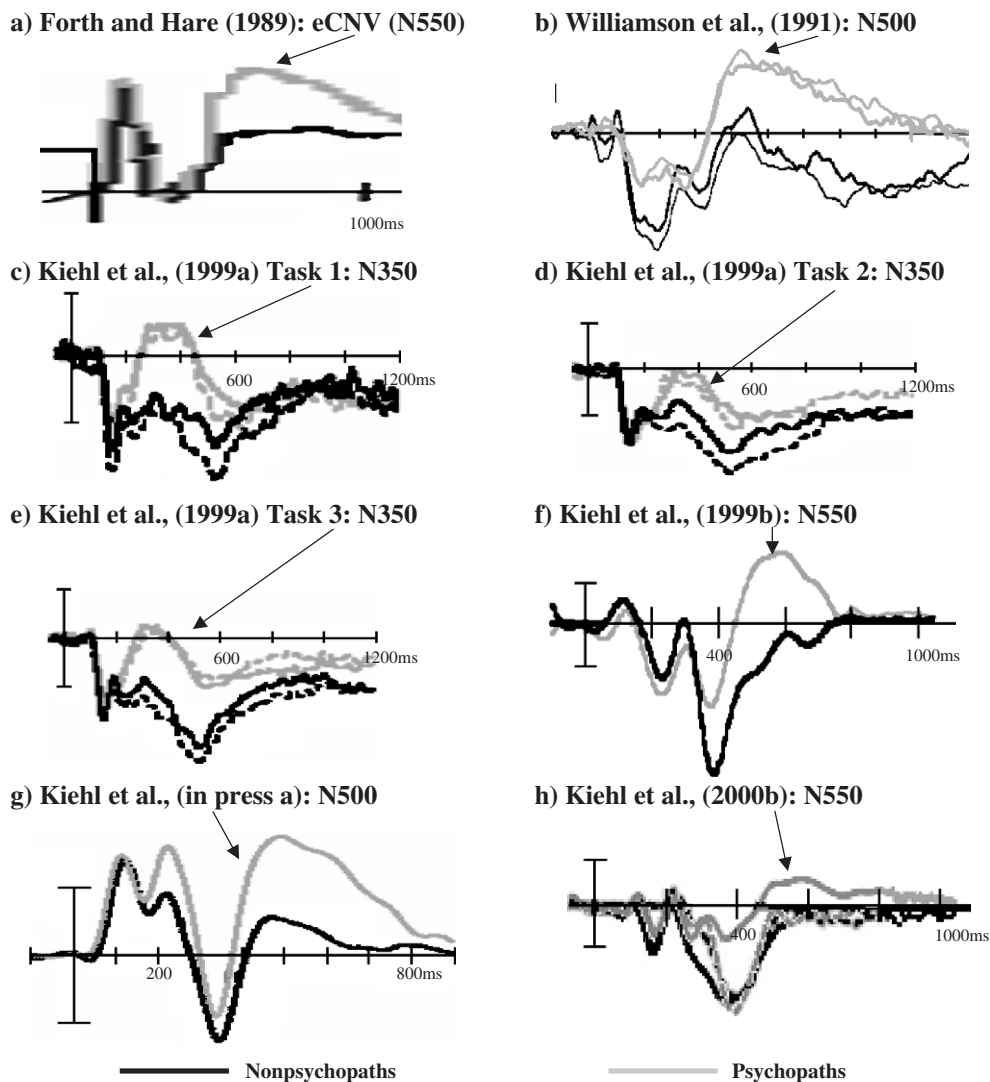 a) Forth and Hare (1989): eCNV (N550)
b) Williamson et al., (1991): N500
1000ms
c) Kiehl et al., (1999a) Task 1: N350
d) Kiehl et al., (1999a) Task 2: N350
600
1200ms
600
1200ms
e) Kiehl et al., (1999a) Task 3: N350
f) Kiehl et al., (1999b): N550
600
1200ms
400
1000ms
g) Kiehl et al., (in press a): N500
h) Kiehl et al., (2000b): N550
200
800ms
400
1000ms
Nonpsychopaths
Psychopaths